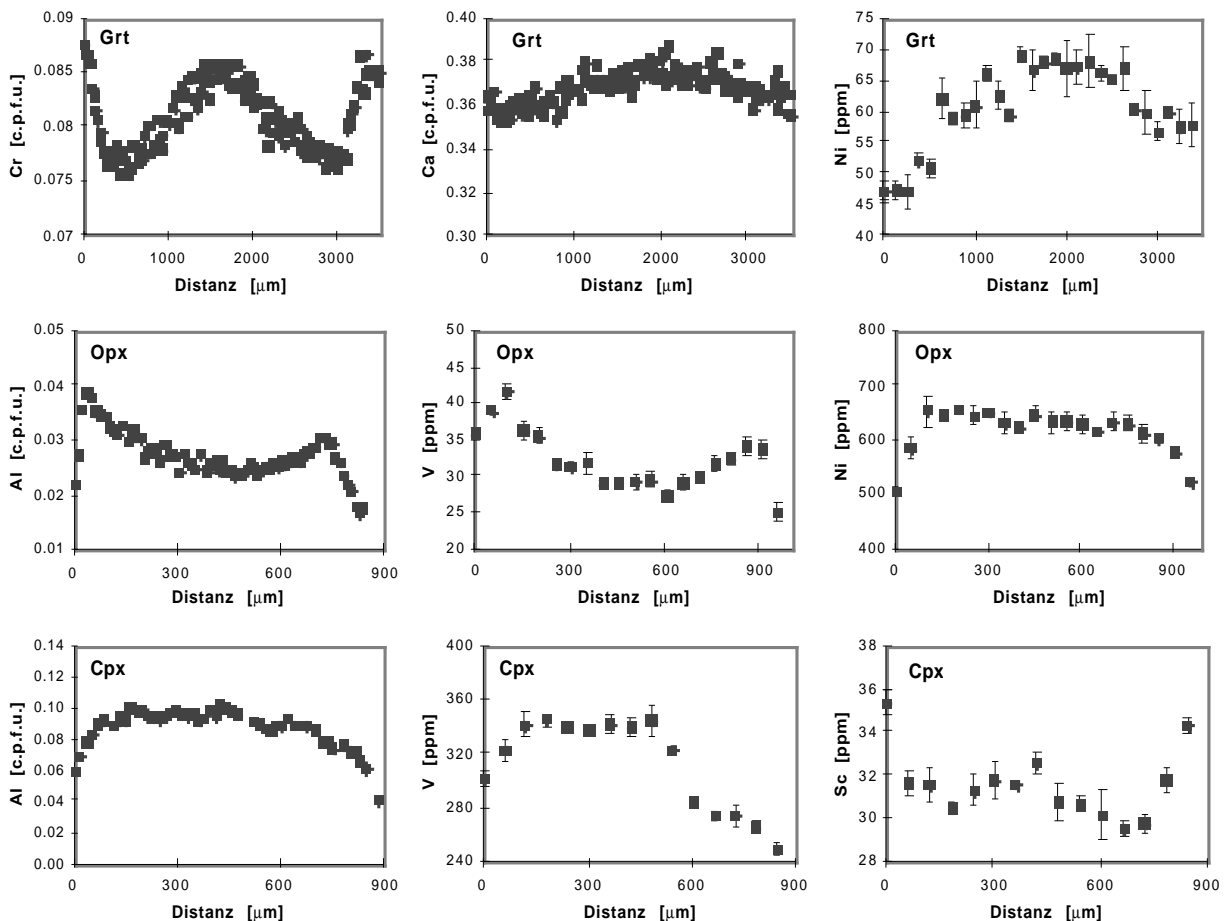 Grt
Cr [c.p.f.u.]
0.09
0.085
0.08
0.075
0.07
0 1000 2000 3000
Distanz [µm]
Grt
Ca [c.p.f.u.]
0.40
0.38
0.36
0.34
0.32
0.30
0 1000 2000 3000
Distanz [µm]
Grt
Ni [ppm]
75
70
65
60
55
50
45
40
0 1000 2000 3000
Distanz [µm]
Opx
Al [c.p.f.u.]
0.05
0.04
0.03
0.02
0.01
0 300 600 900
Distanz [µm]
Opx
V [ppm]
50
45
40
35
30
25
20
0 300 600 900
Distanz [µm]
Opx
Ni [ppm]
800
700
600
500
400
0 300 600 900
Distanz [µm]
Cpx
Al [c.p.f.u.]
0.14
0.12
0.10
0.08
0.06
0.04
0.02
0.00
0 300 600 900
Distanz [µm]
Cpx
V [ppm]
400
360
320
280
240
0 300 600 900
Distanz [µm]
Cpx
Sc [ppm]
38
36
34
32
30
28
0 300 600 900
Distanz [µm]